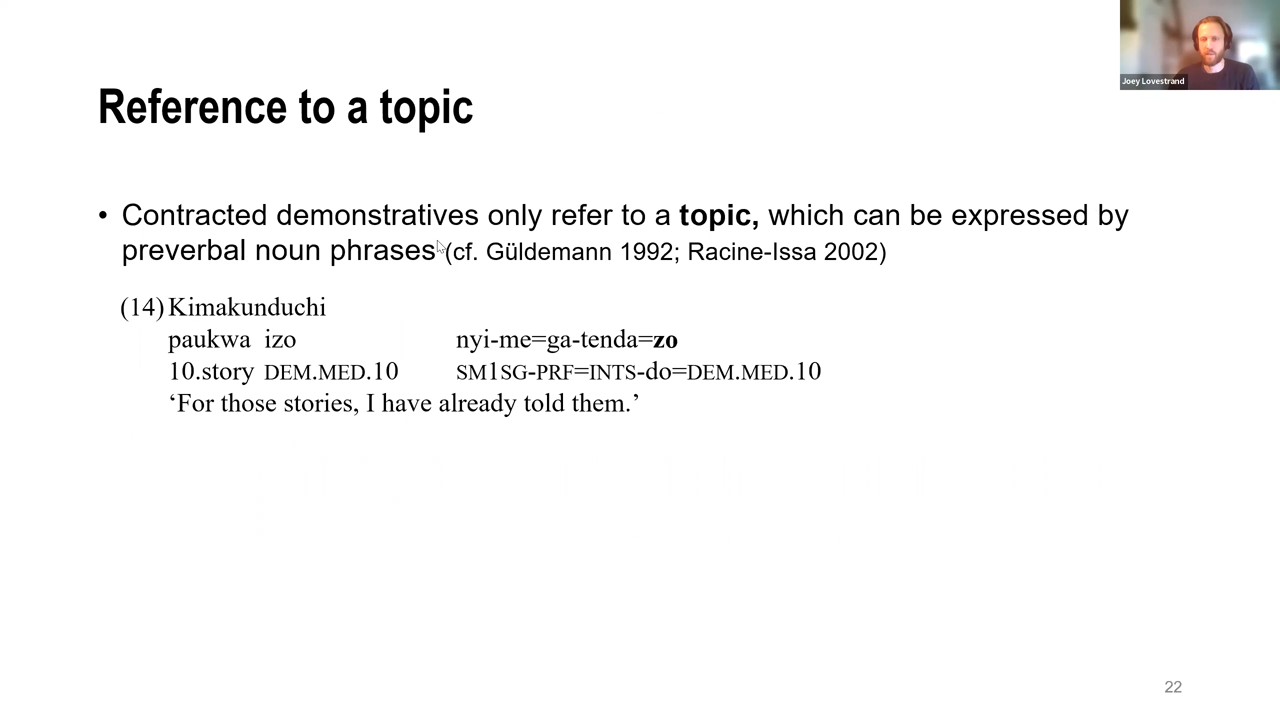 Joey Lovestrand
Reference to a topic
• Contracted demonstratives only refer to a topic, which can be expressed by
preverbal noun phrases (cf. Güldemann 1992; Racine-Issa 2002)
(14) Kimakunduchi
paukwa izo nyi-me=ga-tenda=zo
10.story DEM.MED.10 SM1SG-PRF=INTS-do=DEM.MED.10
‘For those stories, I have already told them.’
22